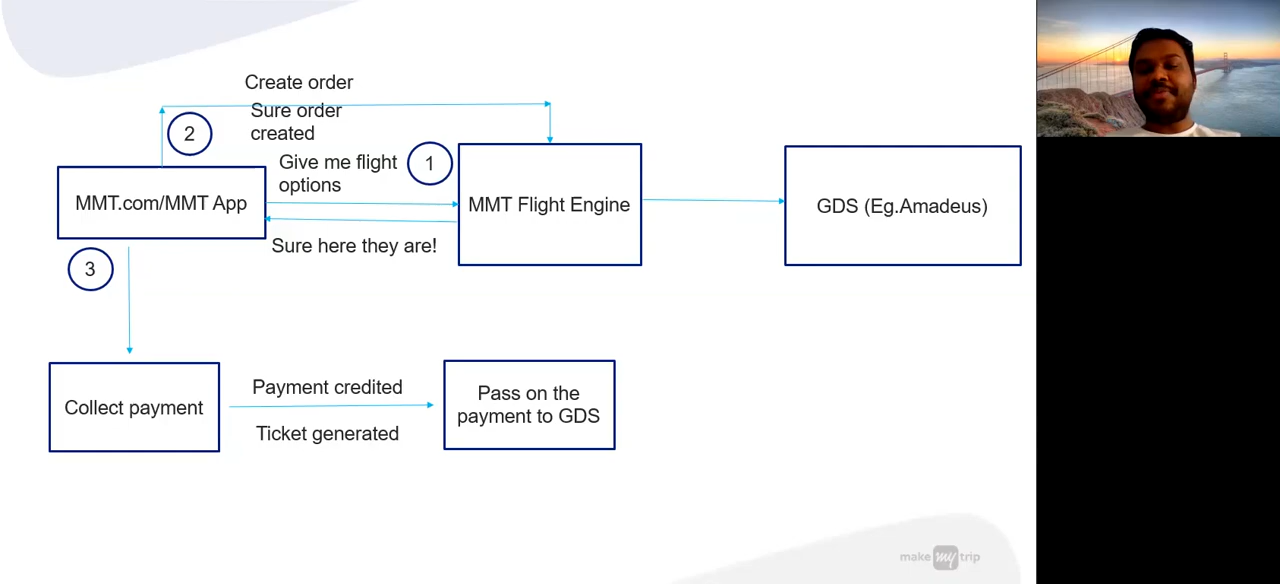 Create order
Sure order
created
2
Give me flight
options
1
MMT.com/MMT App
MMT Flight Engine
GDS (Eg.Amadeus)
Sure here they are!
3
Collect payment
Payment credited
Ticket generated
Pass on the
payment to GDS
make my trip